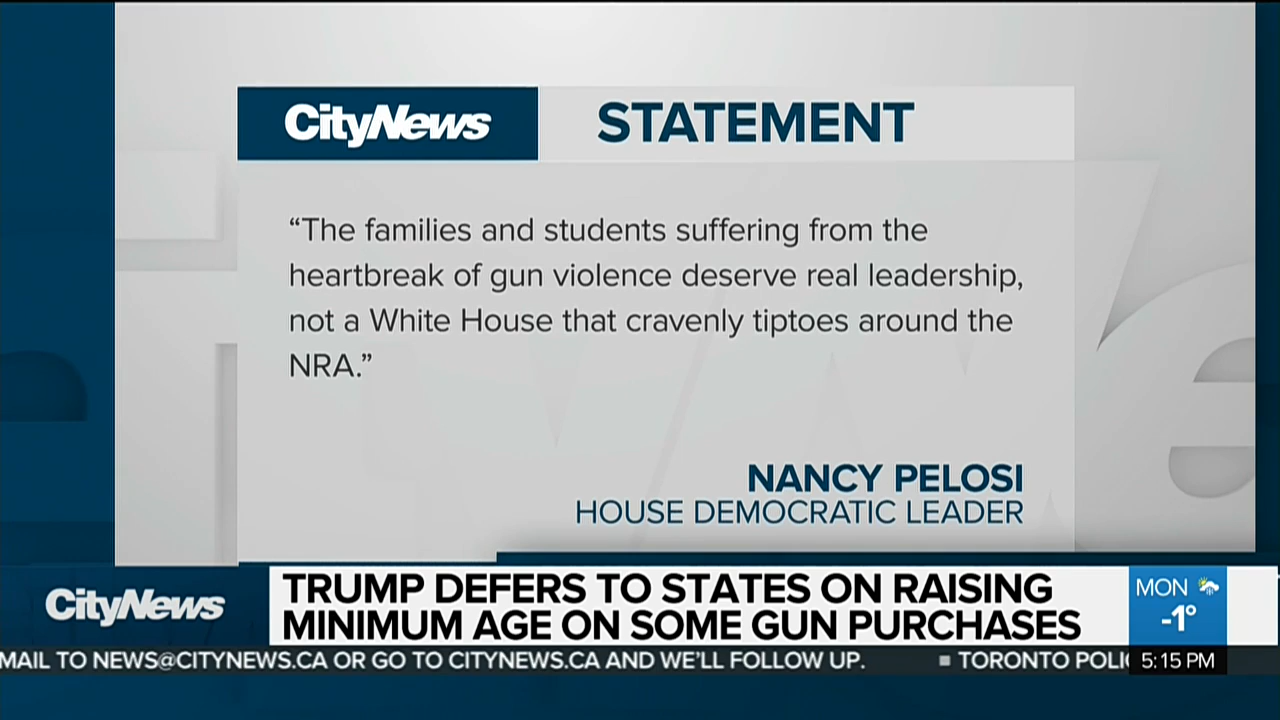 CityNews STATEMENT
“The families and students suffering from the
heartbreak of gun violence deserve real leadership,
not a White House that cravenly tiptoes around the
NRA.”
NANCY PELOSI
HOUSE DEMOCRATIC LEADER
CityNews
TRUMP DEFERS TO STATES ON RAISING
MINIMUM AGE ON SOME GUN PURCHASES
MON
-1°
MAIL TO NEWS@CITYNEWS.CA OR GO TO CITYNEWS.CA AND WE'LL FOLLOW UP. ■ TORONTO
5:15 PM